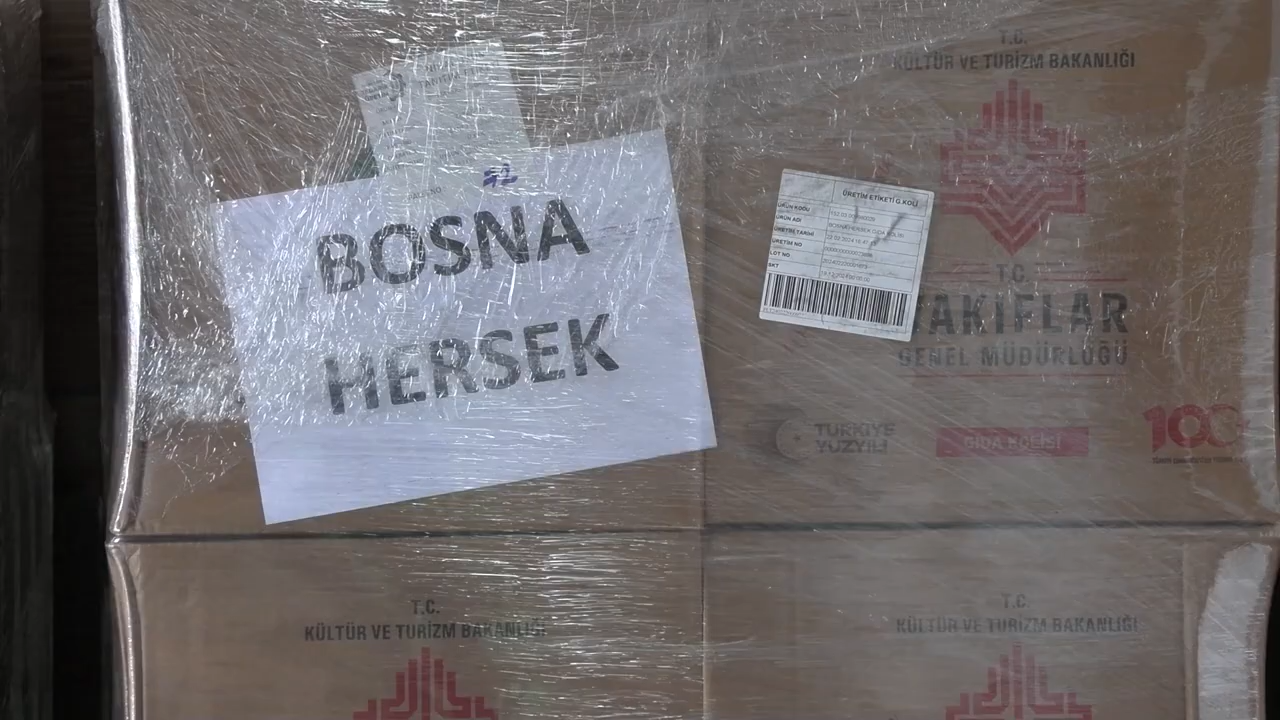 BOSNA
HERSEK
T.C.
KÜLTÜR VE TURİZM BAKANLIĞI
ÜRETİM ETİKETİ G.KOLİ
ÜRÜN KODU
ÜRÜN ADI
ÜRETİM TARİHİ
ÜRETİM NO
LOT NO
SKT
T.C.
VAKIFLAR
GENEL MÜDÜRLÜĞÜ
TÜRKİYE
YÜZYILI
GIDA KOLİSİ
100
T.C.
KÜLTÜR VE TURİZM BAKANLIĞI
T.C.
KÜLTÜR VE TURİZM BAKANLIĞI